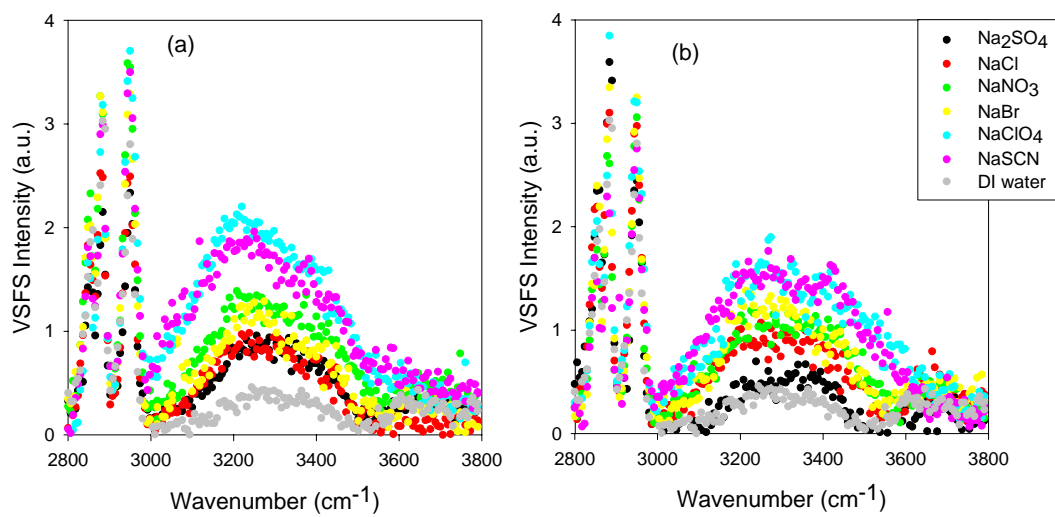 (a)
VSFS Intensity (a.u.)
4
3
2
1
0
2800 3000 3200 3400 3600 3800
Wavenumber (cm-1)
(b)
VSFS Intensity (a.u.)
4
3
2
1
0
2800 3000 3200 3400 3600 3800
Wavenumber (cm-1)
Na2SO4
NaCl
NaNO3
NaBr
NaClO4
NaSCN
DI water